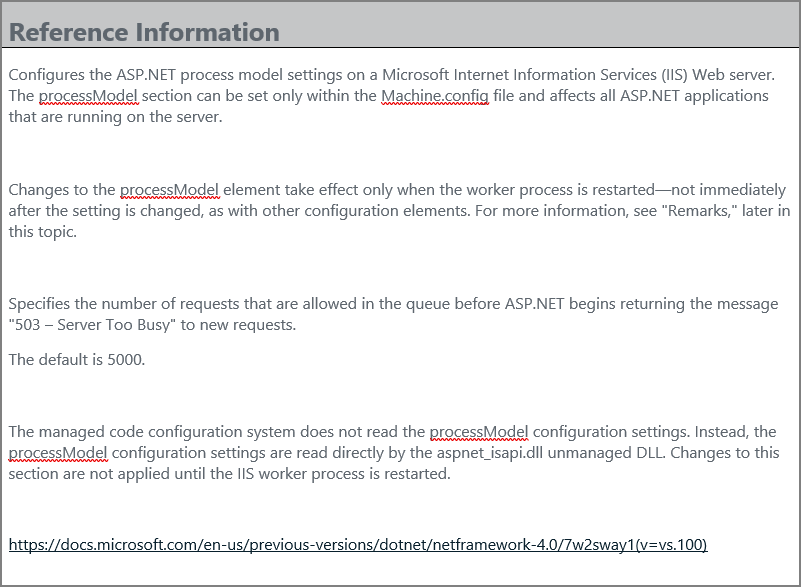 Reference Information
Configures the ASP.NET process model settings on a Microsoft Internet Information Services (IIS) Web server.
The processModel section can be set only within the Machine.config file and affects all ASP.NET applications
that are running on the server.
Changes to the processModel element take effect only when the worker process is restarted—not immediately
after the setting is changed, as with other configuration elements. For more information, see "Remarks," later in
this topic.
Specifies the number of requests that are allowed in the queue before ASP.NET begins returning the message
"503 – Server Too Busy" to new requests.
The default is 5000.
The managed code configuration system does not read the processModel configuration settings. Instead, the
processModel configuration settings are read directly by the aspnet_isapi.dll unmanaged DLL. Changes to this
section are not applied until the IIS worker process is restarted.
https://docs.microsoft.com/en-us/previous-versions/dotnet/netframework-4.0/7w2sway1(v=vs.100)